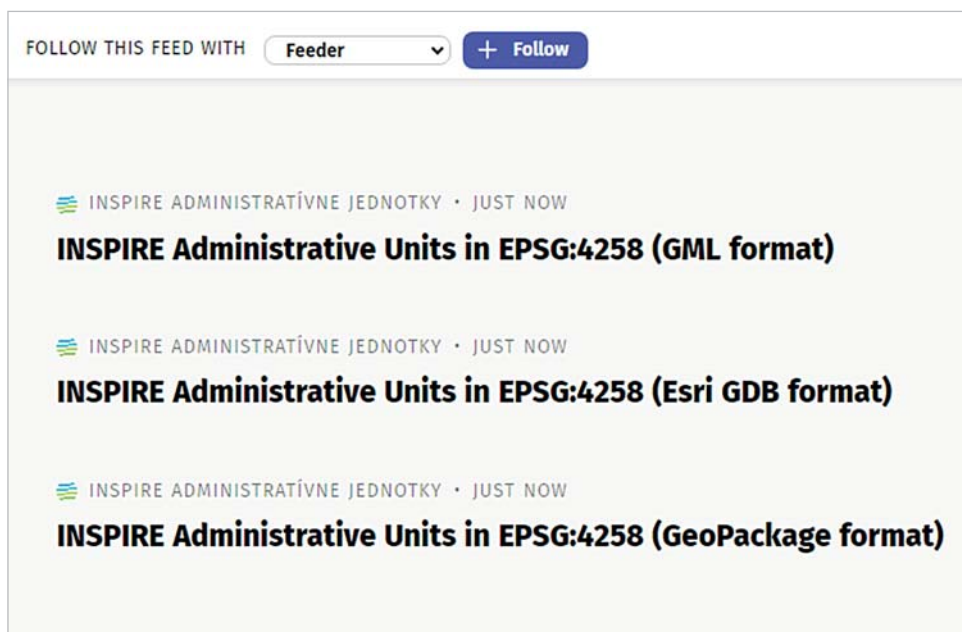 FOLLOW THIS FEED WITH Feeder + Follow
INSPIRE ADMINISTRATÍVNE JEDNOTKY • JUST NOW
INSPIRE Administrative Units in EPSG:4258 (GML format)
INSPIRE ADMINISTRATÍVNE JEDNOTKY • JUST NOW
INSPIRE Administrative Units in EPSG:4258 (Esri GDB format)
INSPIRE ADMINISTRATÍVNE JEDNOTKY • JUST NOW
INSPIRE Administrative Units in EPSG:4258 (GeoPackage format)